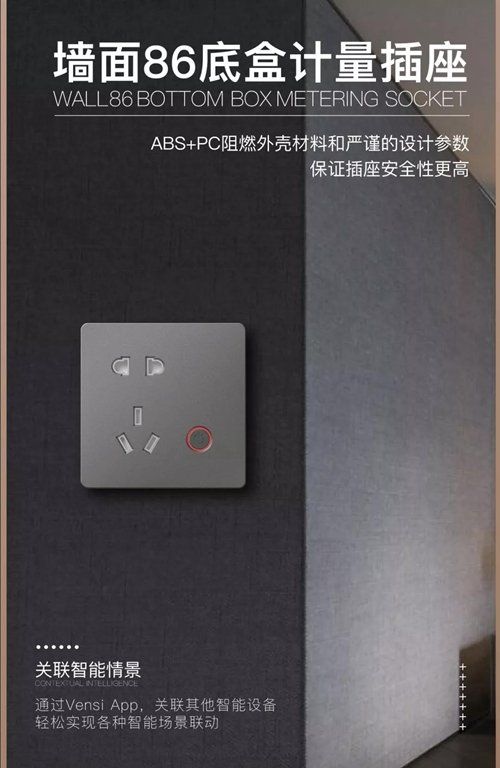 墙面86底盒计量插座
WALL86 BOTTOM BOX METERING SOCKET
ABS+PC阻燃外壳材料和严谨的设计参数
保证插座安全性更高
关联智能情景
CONTEXTUAL INTELLIGENCE
通过Vensi App，关联其他智能设备
轻松实现各种智能场景联动